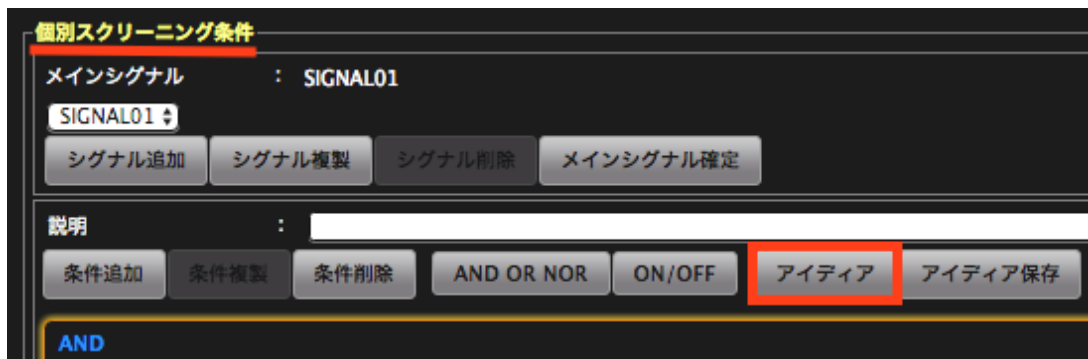 個別スクリーニング条件
メインシグナル : SIGNAL01
SIGNAL01
シグナル追加 シグナル複製 シグナル削除 メインシグナル確定
説明 :
条件追加 条件複製 条件削除 AND OR NOR ON/OFF アイディア アイディア保存
AND